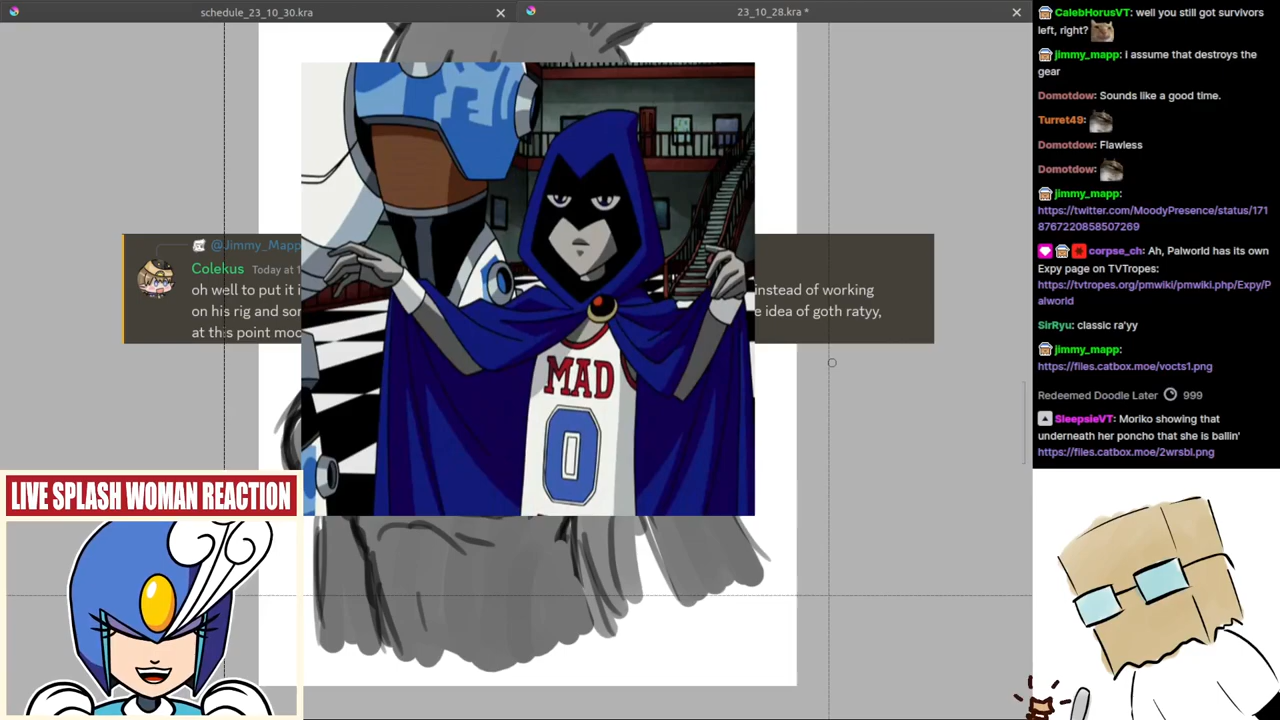 schedule_23_10_30.kra
23_10_28.kra *
@Jimmy_Mapp
Colekus Today at 1
oh well to put it i
instead of working
on his rig and so
e idea of goth ratyy,
at this point mo
MAD
0
LIVE SPLASH WOMAN REACTION
CalebHorusVT: well you still got survivors
left, right?
jimmy_mapp: I assume that destroys the
gear
Domotdow: Sounds like a good time.
Turret49:
Domotdow: Flawless
Domotdow:
jimmy_mapp:
https://twitter.com/MoodyPresence/status/171
8767220858507269
corpse_ch: Ah, Palworld has its own
Expy page on TVTropes:
https://tvtropes.org/pmwiki/pmwiki.php/Expy/P
alworld
SirRyu: classic ra'yy
jimmy_mapp:
https://files.catbox.moe/vocts1.png
Redeemed Doodle Later 999
SleepsieVT: Moriko showing that
underneath her poncho that she is ballin'
https://files.catbox.moe/2wrsbl.png